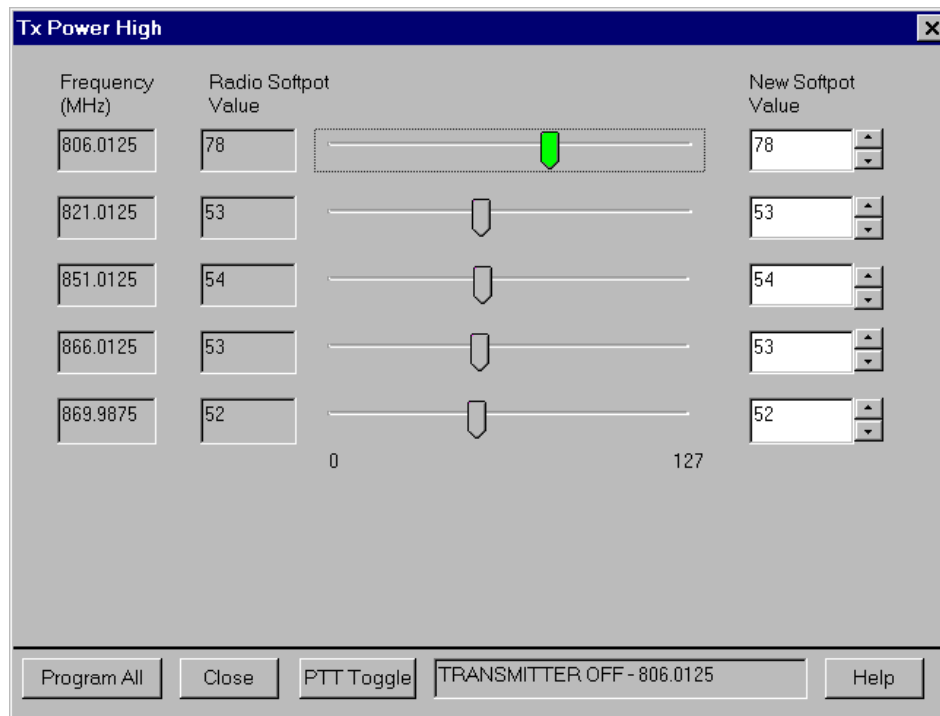 Tx Power High
Frequency (MHz)
Radio Softpot Value
New Softpot Value
806.0125 78 78
821.0125 53 53
851.0125 54 54
866.0125 53 53
869.9875 52 52
0 127
Program All Close PTT Toggle TRANSMITTER OFF - 806.0125 Help